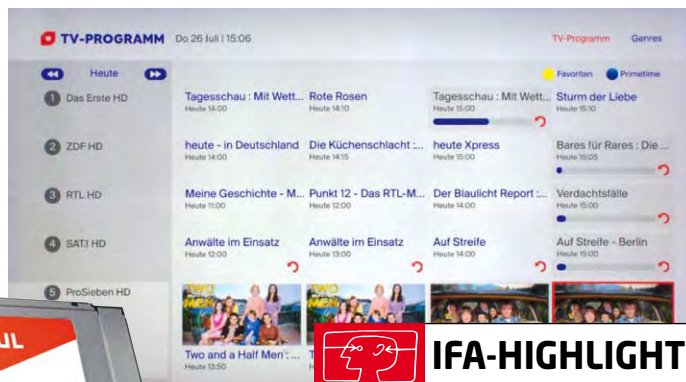 TV-PROGRAMM Do 26 Juli | 15:06 TV-Programm Genres
Heute Favoriten Primetime
1 Das Erste HD Tagesschau : Mit Wett... Rote Rosen Tagesschau : Mit Wett... Sturm der Liebe
Heute 14:00 Heute 14:10 Heute 15:00 Heute 15:10
2 ZDF HD heute - in Deutschland Die Küchenschlacht :... heute Xpress Bares für Rares : Die ...
Heute 14:00 Heute 14:15 Heute 15:00 Heute 15:05
3 RTL HD Meine Geschichte - M... Punkt 12 - Das RTL-M... Der Blaulicht Report :... Verdachtsfälle
Heute 11:00 Heute 12:00 Heute 14:00 Heute 15:00
4 SAT.1 HD Anwälte im Einsatz Anwälte im Einsatz Auf Streife Auf Streife - Berlin
Heute 12:00 Heute 13:00 Heute 14:00 Heute 15:00
5 ProSieben HD
TWO AND A HALF MEN
UL
IFA-HIGHLIGHT
Two and a Half Men : ...
Heute 13:50